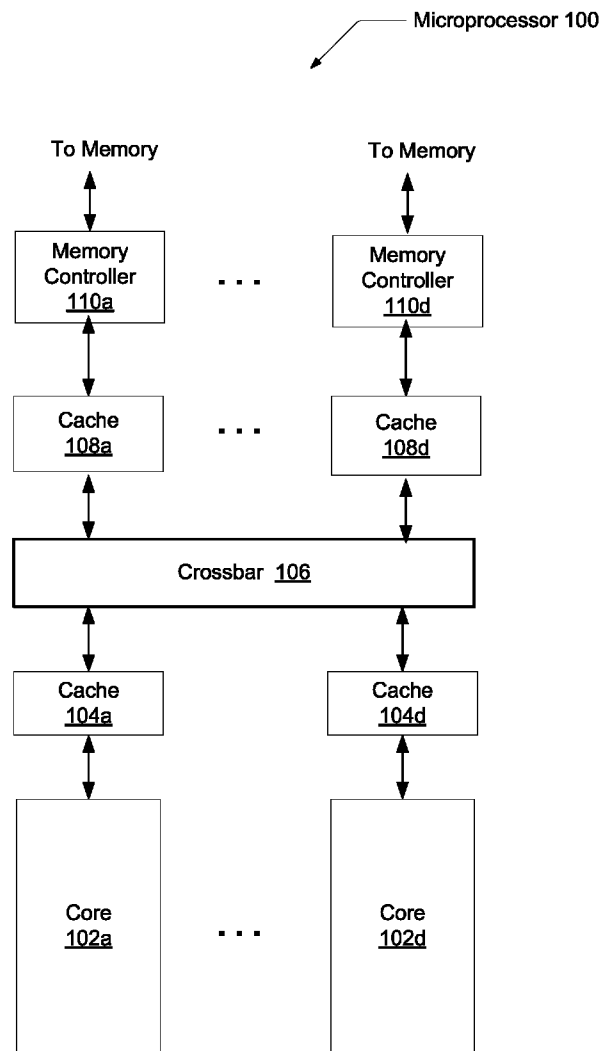 Microprocessor 100
To Memory
To Memory
Memory
Controller
110a
. . .
Memory
Controller
110d
Cache
108a
. . .
Cache
108d
Crossbar 106
Cache
104a
Cache
104d
Core
102a
. . .
Core
102d